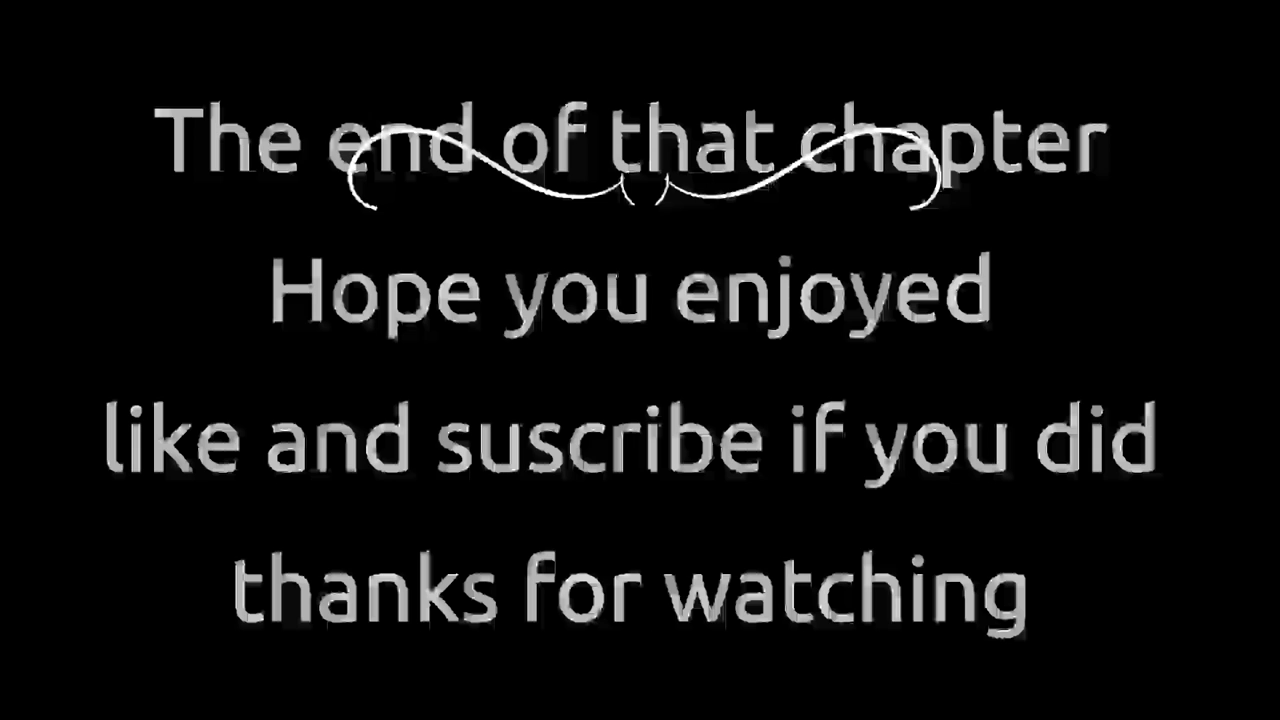 The end of that chapter
Hope you enjoyed
like and suscribe if you did
thanks for watching